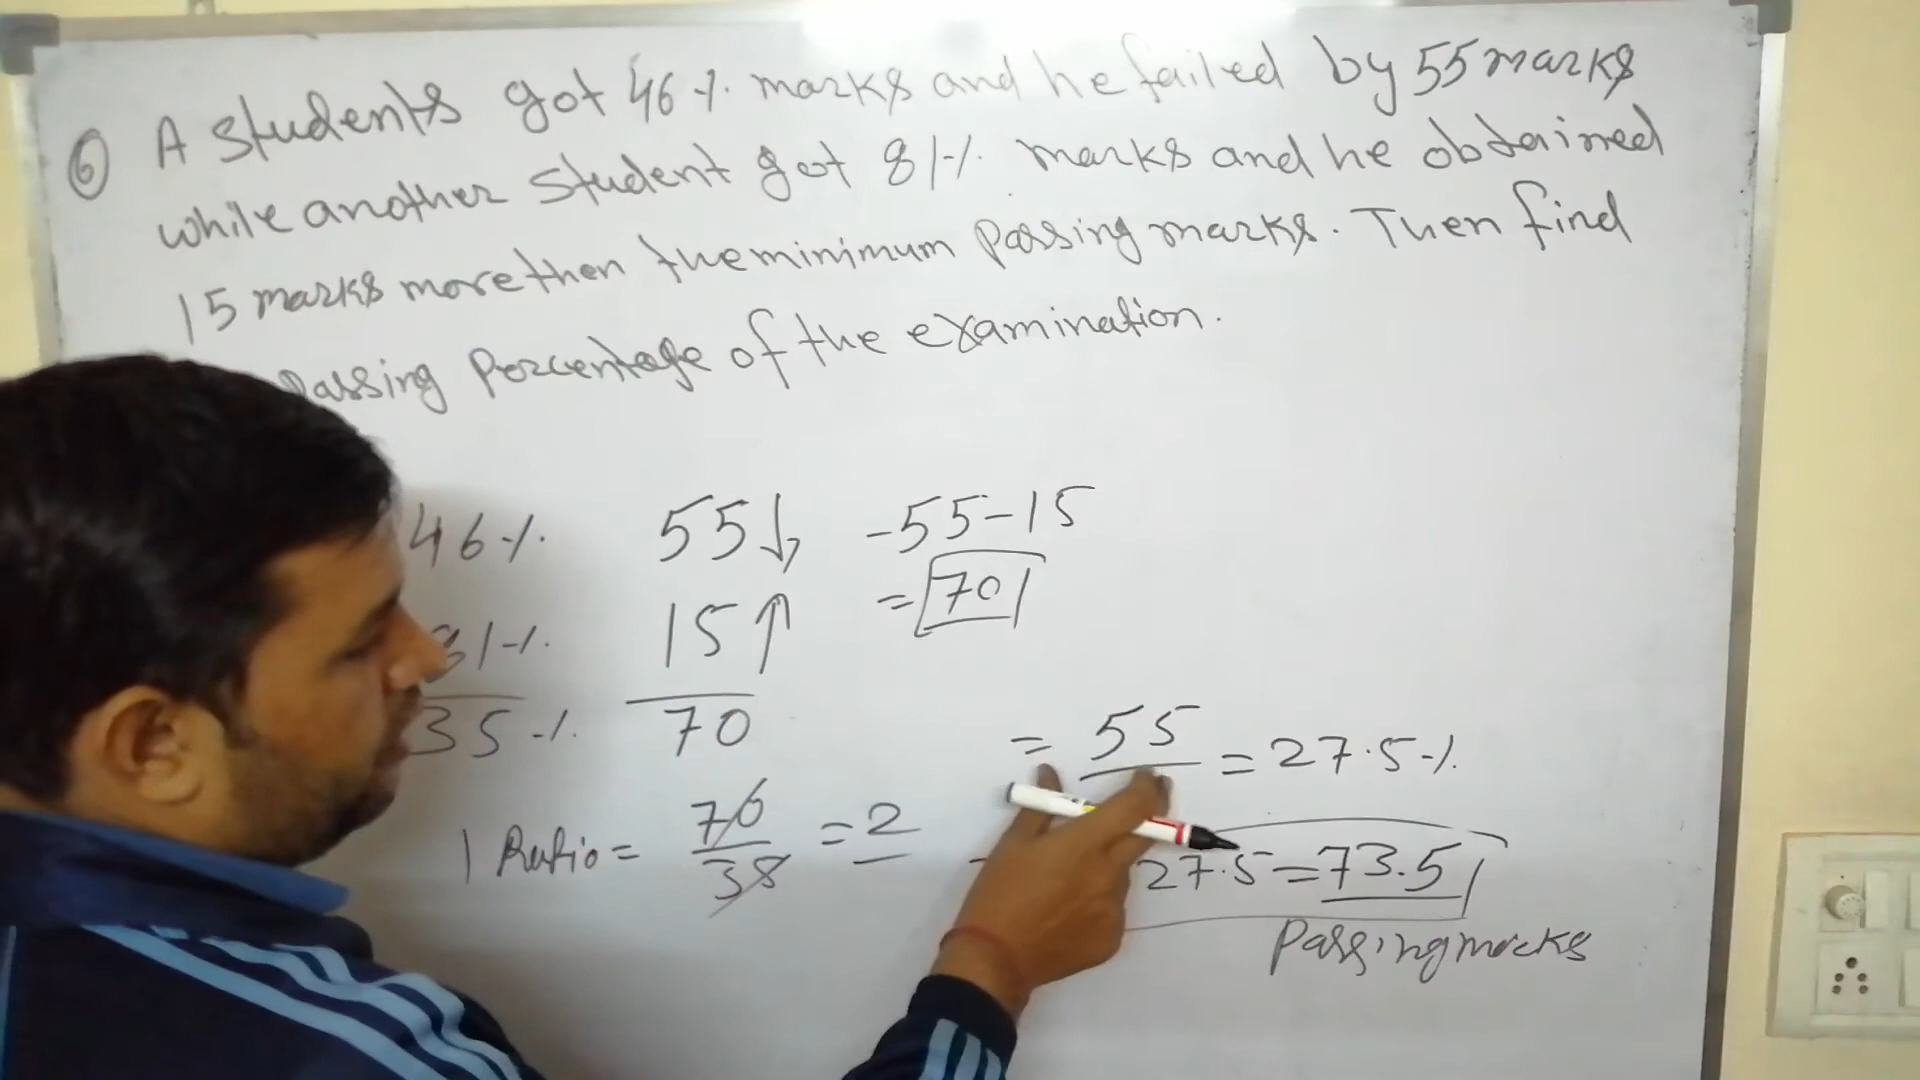 6 A students got 46% marks and he failed by 55 marks
while another student got 81% marks and he obtained
15 marks more then the minimum passing marks. Then find
passing percentage of the examination.
46% 55↓ -55-15
=70
81% 15↑
35% 70
= 55 = 27.5%
1 Ratio = 70/35 = 2
27.5 = 73.5
Passing marks